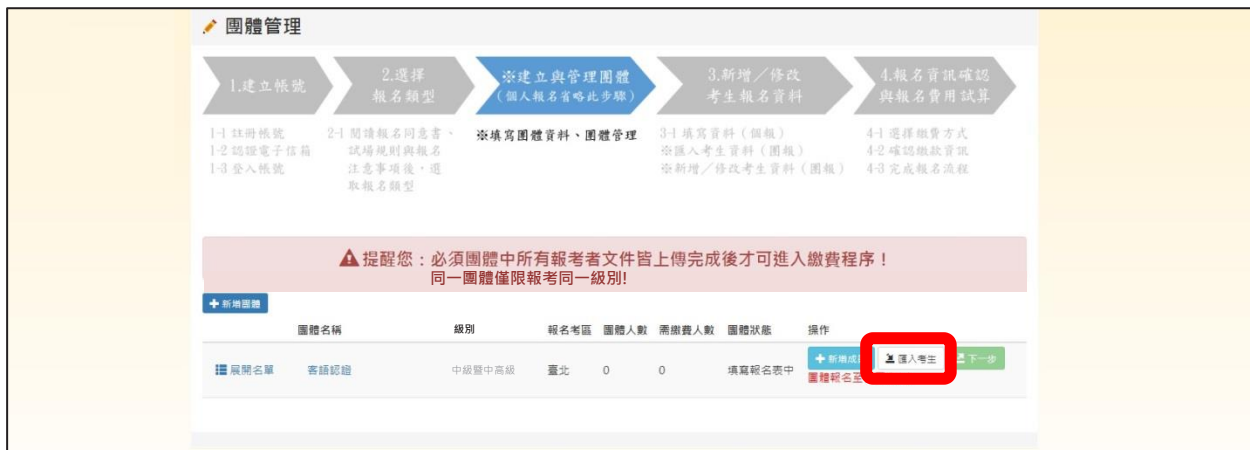 團體管理
1.建立帳號
2.選擇
報名類型
※建立與管理團體
(個人報名省略此步驟)
3.新增／修改
考生報名資料
4.報名資訊確認
與報名費用試算
1-1 註冊帳號
1-2 認證電子信箱
1-3 登入帳號
2-1 閱讀報名同意書、
試場規則與報名
注意事項後，選
取報名類型
※填寫團體資料、團體管理
3-1 填寫資料（個報）
※匯入考生資料（團報）
※新增／修改考生資料（團報）
4-1 選擇繳費方式
4-2 確認繳款資訊
4-3 完成報名流程
提醒您：必須團體中所有報考者文件皆上傳完成後才可進入繳費程序！
同一團體僅限報考同一級別!
新增團體
團體名稱 級別 報名考區 團體人數 需繳費人數 團體狀態 操作
展開名單 客語認證 中級暨中高級 臺北 0 0 填寫報名表中 新增成 匯入考生 下一步
團體報名至